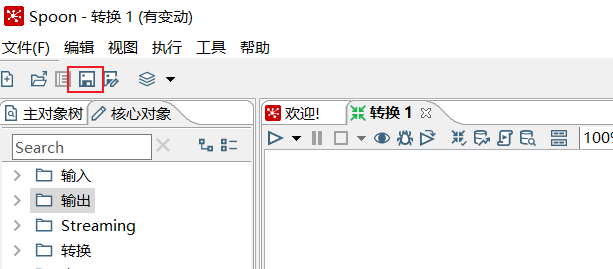 Spoon - 转换 1 (有变动)
文件(F) 编辑 视图 执行 工具 帮助
主对象树 核心对象 欢迎! 转换 1
Search
100%
输入
输出
Streaming
转换